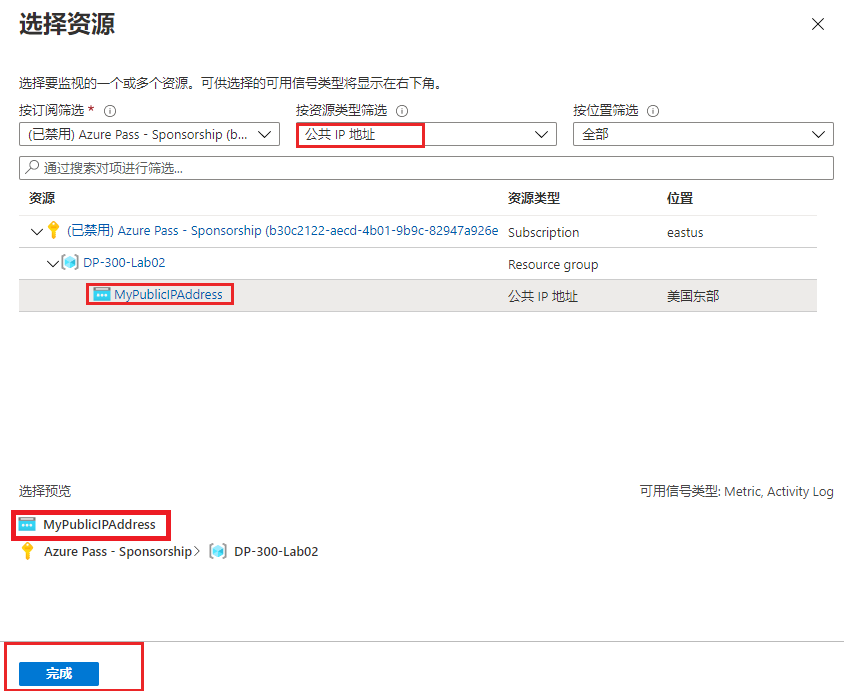 选择资源
选择要监视的一个或多个资源。可供选择的可用信号类型将显示在右下角。
按订阅筛选 * 按资源类型筛选 按位置筛选
(已禁用) Azure Pass - Sponsorship (b... 公共 IP 地址 全部
通过搜索对项进行筛选...
资源 资源类型 位置
(已禁用) Azure Pass - Sponsorship (b30c2122-aecd-4b01-9b9c-82947a926e Subscription eastus
DP-300-Lab02 Resource group
MyPublicIPAddress 公共 IP 地址 美国东部
选择预览 可用信号类型: Metric, Activity Log
MyPublicIPAddress
Azure Pass - Sponsorship > DP-300-Lab02
完成